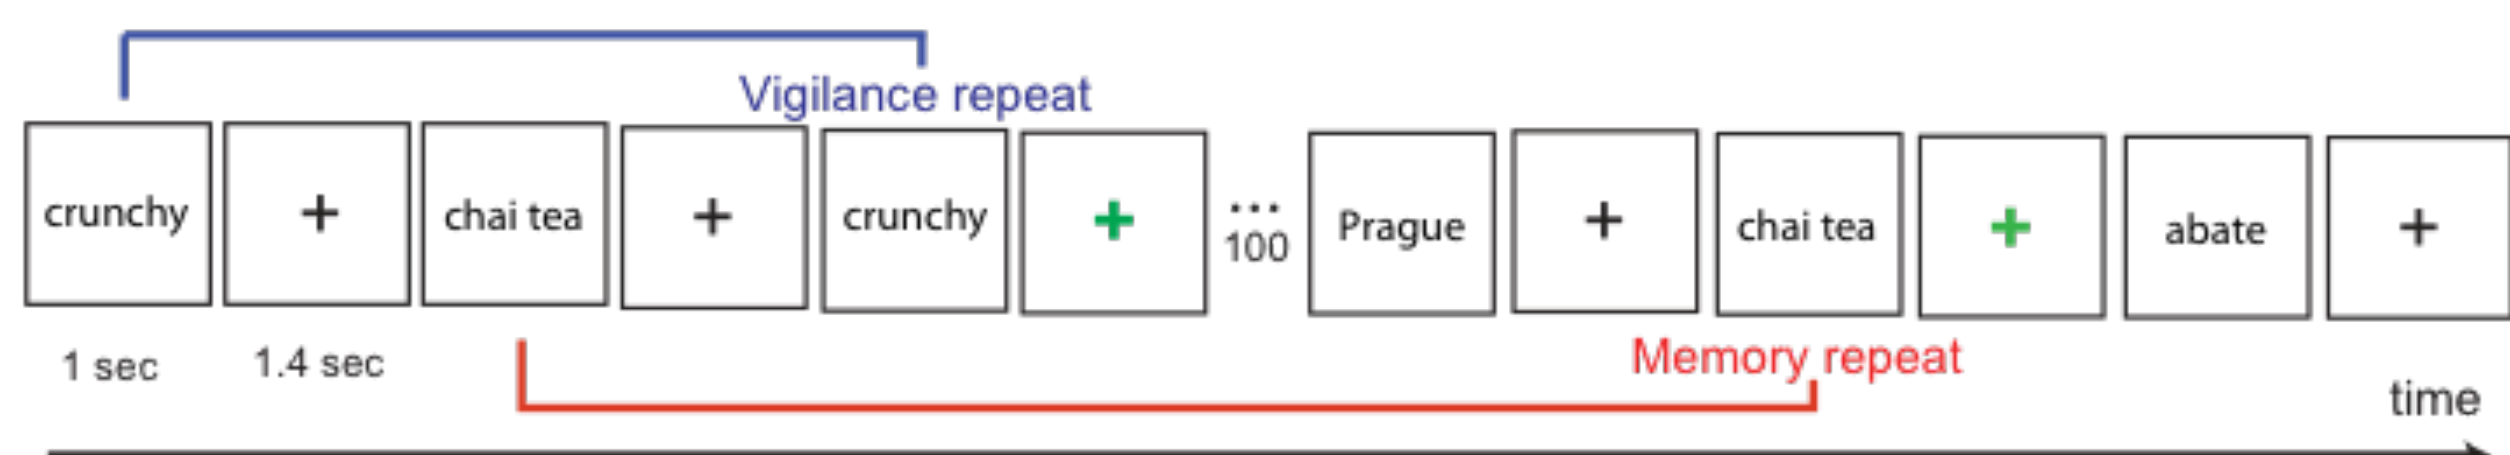 Vigilance repeat
crunchy + chai tea + crunchy + ... 100 Prague + chai tea + abate +
1 sec 1.4 sec
Memory repeat
time